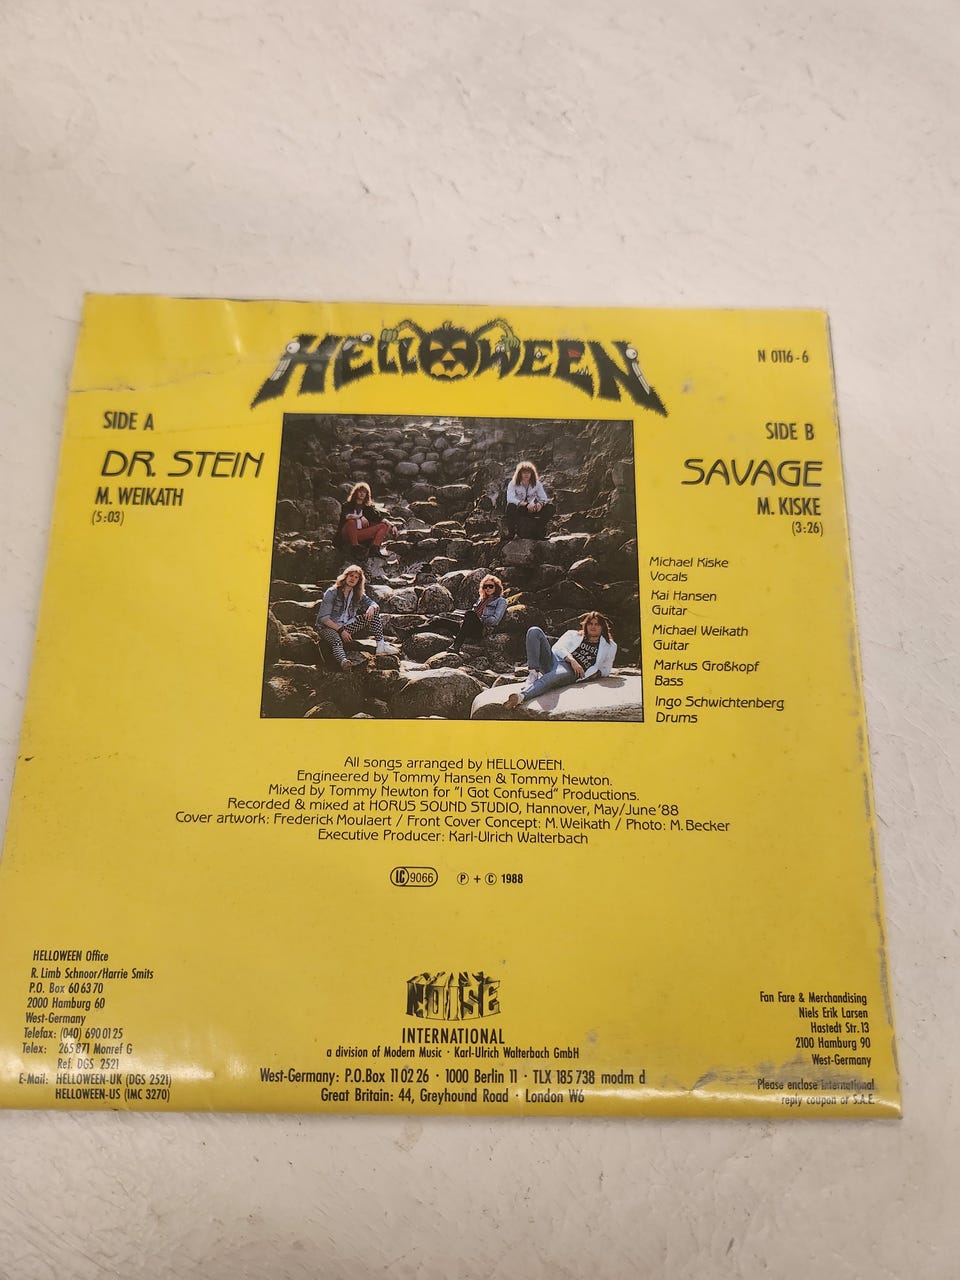 HELLOWEEN
N 0116-6
SIDE A
DR. STEIN
M. WEIKATH
(5:03)
SIDE B
SAVAGE
M. KISKE
(3:26)
Michael Kiske
Vocals
Kai Hansen
Guitar
Michael Weikath
Guitar
Markus Großkopf
Bass
Ingo Schwichtenberg
Drums
All songs arranged by HELLOWEEN.
Engineered by Tommy Hansen & Tommy Newton.
Mixed by Tommy Newton for "I Got Confused" Productions.
Recorded & mixed at HORUS SOUND STUDIO, Hannover, May/June '88
Cover artwork: Frederick Moulaert / Front Cover Concept: M. Weikath / Photo: M. Becker
Executive Producer: Karl-Ulrich Walterbach
LC 9066 Ⓟ + © 1988
HELLOWEEN Office
R. Limb Schnoor/Harrie Smits
P.O. Box 60 63 70
2000 Hamburg 60
West-Germany
Telefax: (040) 690 01 25
Telex: 265 871 Monref G
Ref. DGS 2521
E-Mail: HELLOWEEN-UK (DGS 2521)
HELLOWEEN-US (IMC 3270)
NOISE
INTERNATIONAL
a division of Modern Music · Karl-Ulrich Walterbach GmbH
West-Germany: P.O.Box 11 02 26 · 1000 Berlin 11 · TLX 185 738 modm d
Great Britain: 44, Greyhound Road · London W6
Fan Fare & Merchandising
Niels Erik Larsen
Hastedt Str. 13
2100 Hamburg 90
West-Germany
Please enclose international
reply coupon or S.A.E.